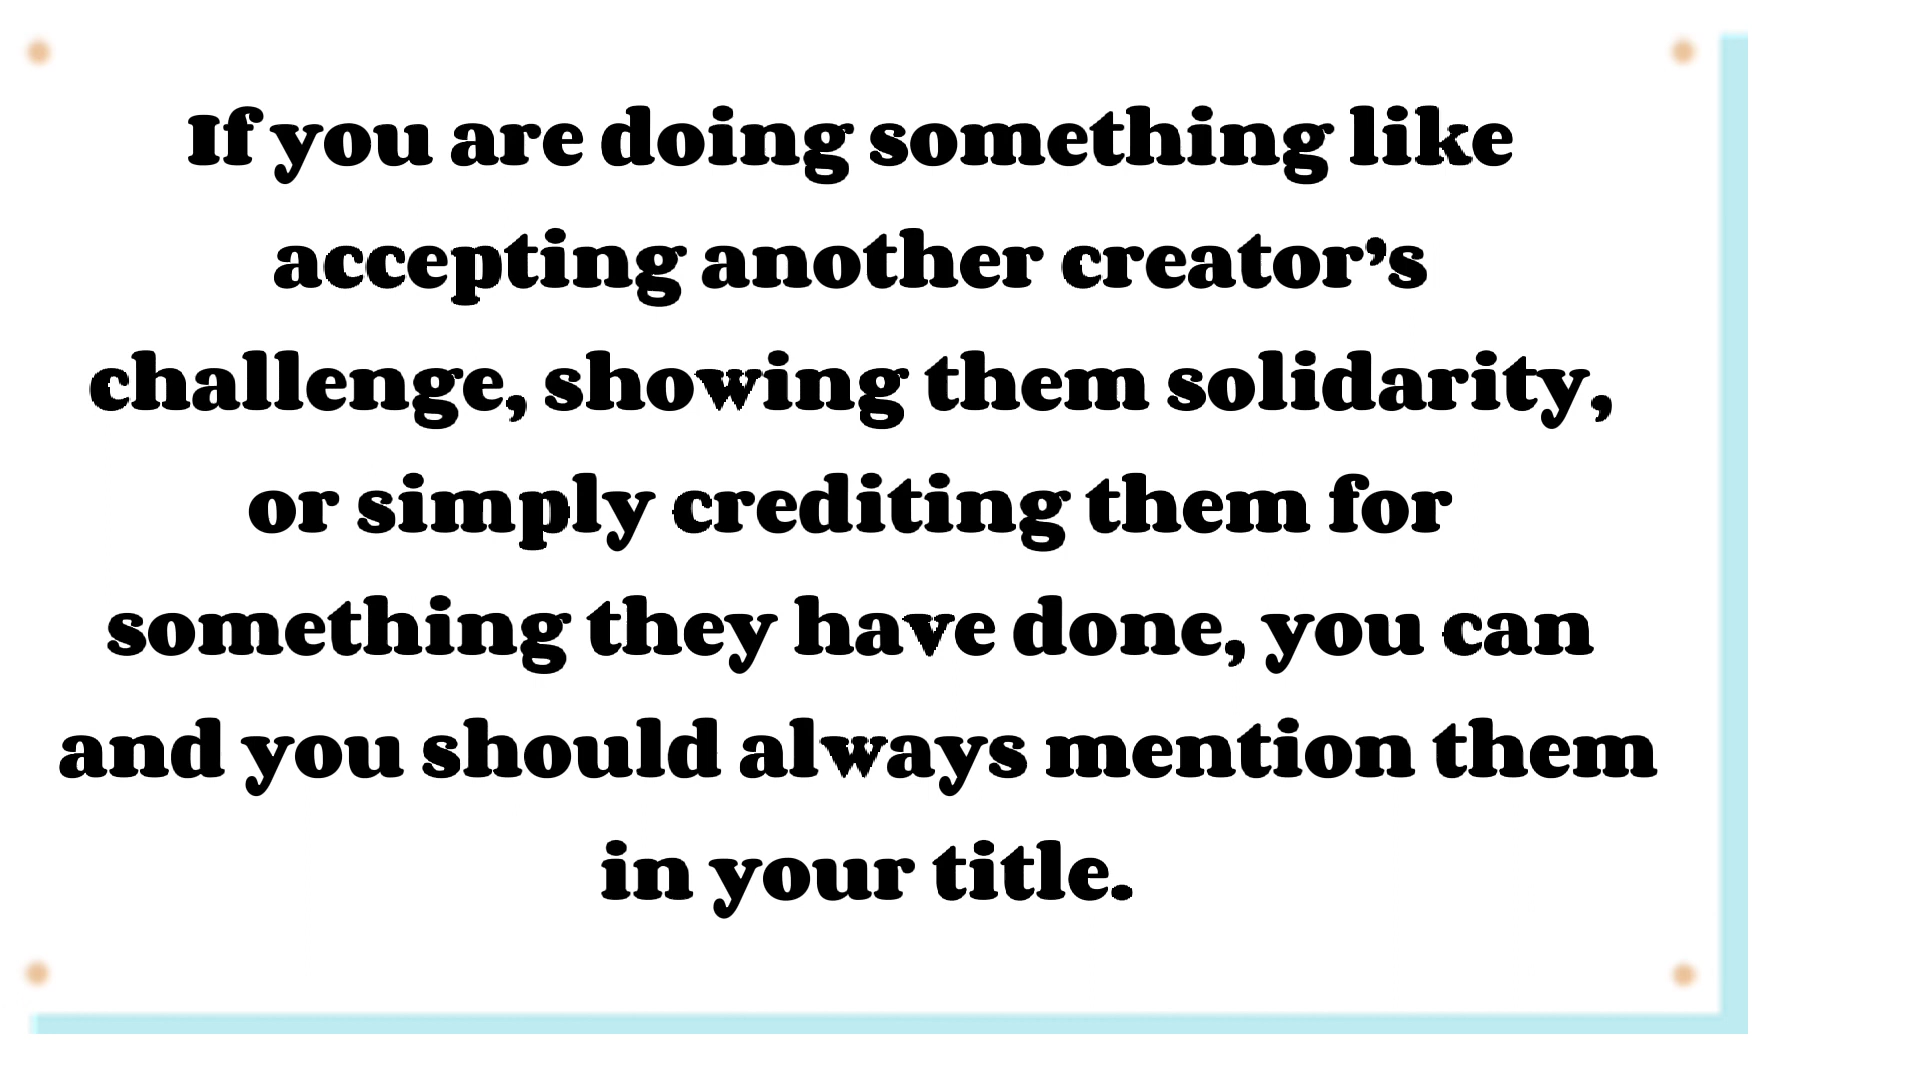 If you are doing something like
accepting another creator’s
challenge, showing them solidarity,
or simply crediting them for
something they have done, you can
and you should always mention them
in your title.